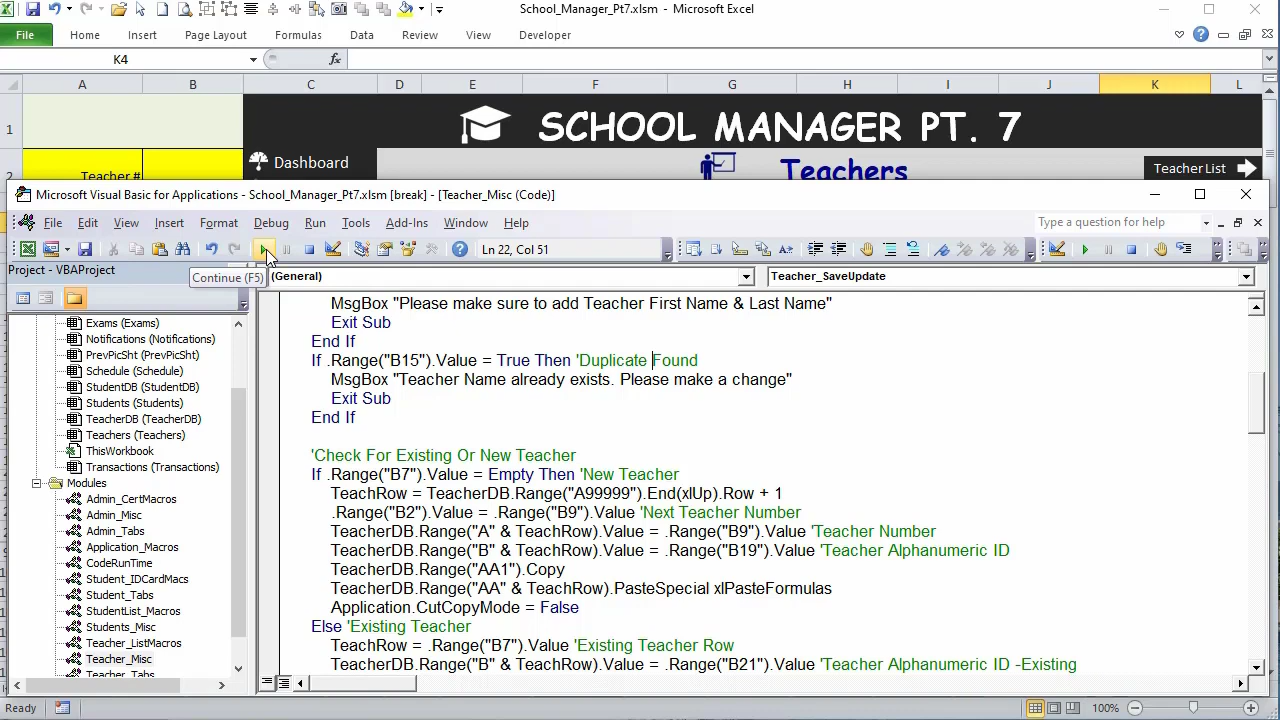 School_Manager_Pt7.xlsm - Microsoft Excel
File Home Insert Page Layout Formulas Data Review View Developer
K4 fx
A B C D E F G H I J K L
1 SCHOOL MANAGER PT. 7
2 Teacher # Dashboard Teachers Teacher List
Microsoft Visual Basic for Applications - School_Manager_Pt7.xlsm [break] - [Teacher_Misc (Code)]
File Edit View Insert Format Debug Run Tools Add-Ins Window Help Type a question for help
Ln 22, Col 51
Project - VBAProject
Continue (F5)
(General) Teacher_SaveUpdate
Exams (Exams)
Notifications (Notifications)
PrevPicSht (PrevPicSht)
Schedule (Schedule)
StudentDB (StudentDB)
Students (Students)
TeacherDB (TeacherDB)
Teachers (Teachers)
ThisWorkbook
Transactions (Transactions)
Modules
Admin_CertMacros
Admin_Misc
Admin_Tabs
Application_Macros
CodeRunTime
Student_IDCardMacs
Student_Tabs
StudentList_Macros
Students_Misc
Teacher_ListMacros
Teacher_Misc
Teacher_Tabs
MsgBox "Please make sure to add Teacher First Name & Last Name"
Exit Sub
End If
If .Range("B15").Value = True Then 'Duplicate Found
MsgBox "Teacher Name already exists. Please make a change"
Exit Sub
End If
'Check For Existing Or New Teacher
If .Range("B7").Value = Empty Then 'New Teacher
TeachRow = TeacherDB.Range("A99999").End(xlUp).Row + 1
.Range("B2").Value = .Range("B9").Value 'Next Teacher Number
TeacherDB.Range("A" & TeachRow).Value = .Range("B9").Value 'Teacher Number
TeacherDB.Range("B" & TeachRow).Value = .Range("B19").Value 'Teacher Alphanumeric ID
TeacherDB.Range("AA1").Copy
TeacherDB.Range("AA" & TeachRow).PasteSpecial xlPasteFormulas
Application.CutCopyMode = False
Else 'Existing Teacher
TeachRow = .Range("B7").Value 'Existing Teacher Row
TeacherDB.Range("B" & TeachRow).Value = .Range("B21").Value 'Teacher Alphanumeric ID -Existing
Ready 100%